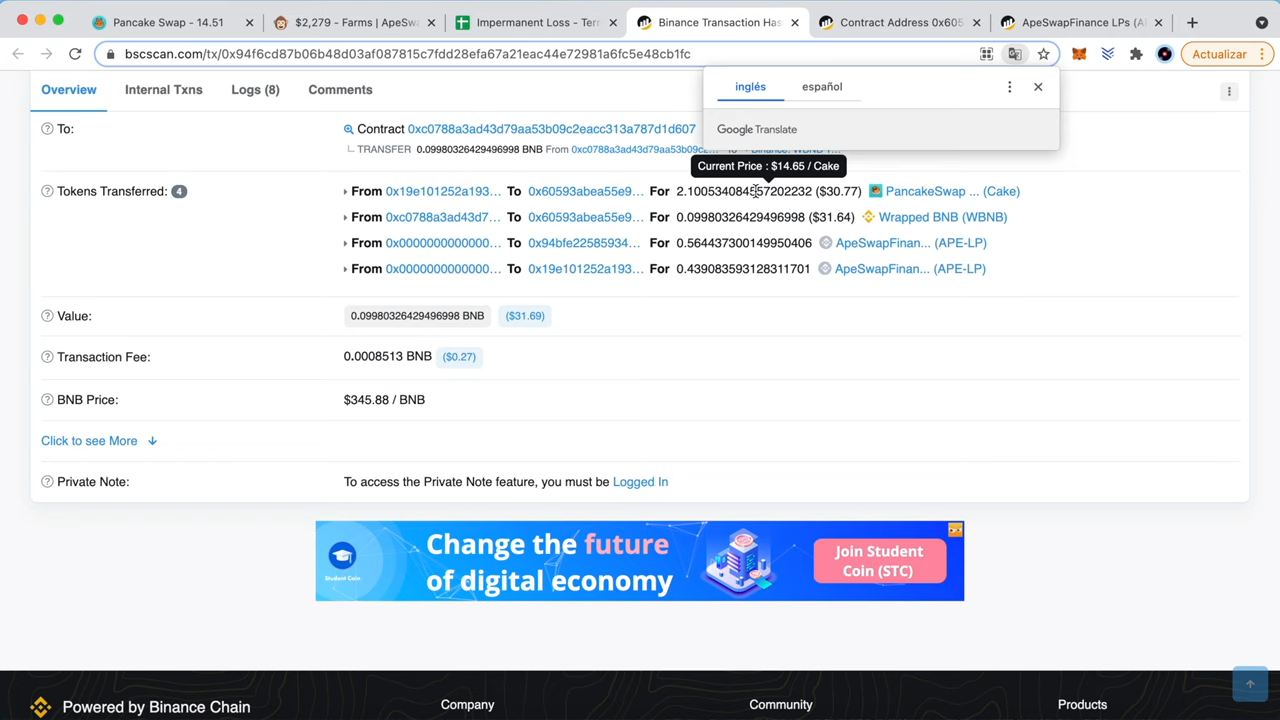 Pancake Swap - 14.51
$2,279 - Farms | ApeSw
Impermanent Loss - Ter
Binance Transaction Has
Contract Address 0x605
ApeSwapFinance LPs (A
bscscan.com/tx/0x94f6cd87b06b48d03af087815c7fdd28efa67a21eac44e72981a6fc5e48cb1fc
Actualizar
inglés
español
Google Translate
Overview
Internal Txns
Logs (8)
Comments
To:
Contract 0xc0788a3ad43d79aa53b09c2eacc313a787d1d607
TRANSFER 0.09980326429496998 BNB From 0xc0788a3ad43d79aa53b09c2...
Current Price : $14.65 / Cake
Tokens Transferred: 4
From 0x19e101252a193... To 0x60593abea55e9... For 2.100534084557202232 ($30.77) PancakeSwap ... (Cake)
From 0xc0788a3ad43d7... To 0x60593abea55e9... For 0.09980326429496998 ($31.64) Wrapped BNB (WBNB)
From 0x0000000000000... To 0x94bfe22585934... For 0.564437300149950406 ApeSwapFinan... (APE-LP)
From 0x0000000000000... To 0x19e101252a193... For 0.439083593128311701 ApeSwapFinan... (APE-LP)
Value:
0.09980326429496998 BNB ($31.69)
Transaction Fee:
0.0008513 BNB ($0.27)
BNB Price:
$345.88 / BNB
Click to see More
Private Note:
To access the Private Note feature, you must be Logged In
Student Coin
Change the future
of digital economy
Join Student
Coin (STC)
Powered by Binance Chain
Company
Community
Products